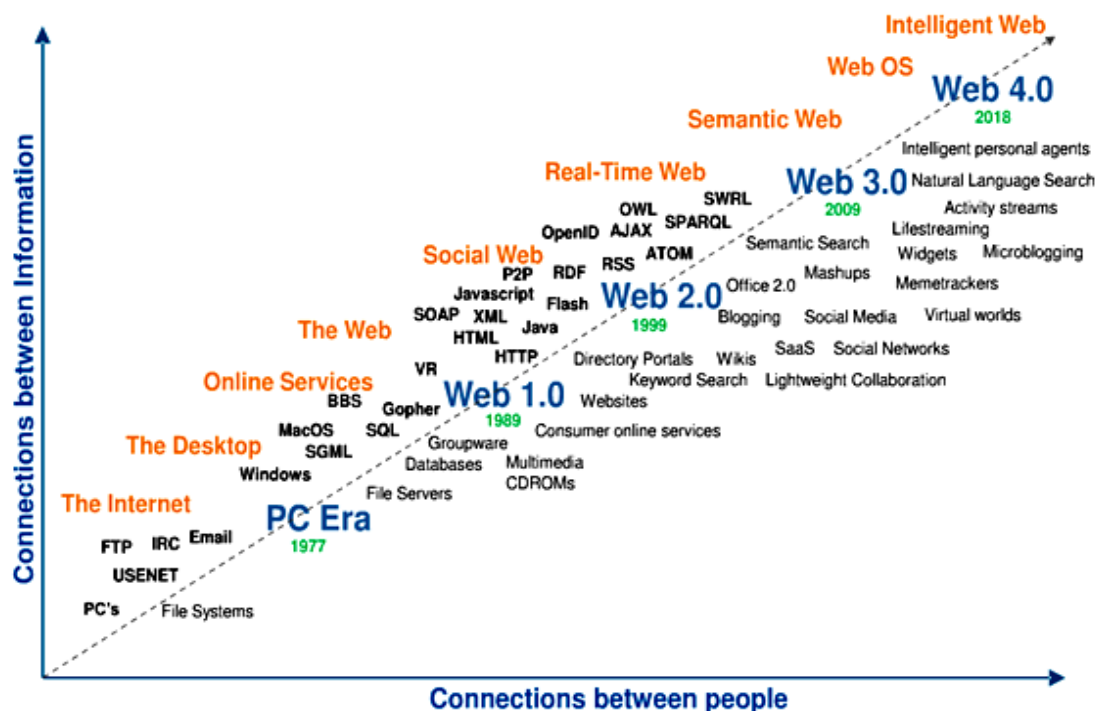 Intelligent Web
Web OS
Web 4.0
2018
Semantic Web
Intelligent personal agents
Real-Time Web
Web 3.0
Natural Language Search
2009
SWRL
OWL
SPARQL
Activity streams
OpenID
AJAX
Lifestreaming
Semantic Search
Widgets
Microblogging
Social Web
ATOM
RSS
RDF
P2P
Mashups
Memetrackers
Office 2.0
Javascript
Flash
Web 2.0
1999
SOAP
XML
Blogging
Social Media
Virtual worlds
The Web
Java
HTML
HTTP
Directory Portals
Wikis
SaaS
Social Networks
VR
Keyword Search
Lightweight Collaboration
Online Services
Web 1.0
1989
Websites
BBS
Gopher
MacOS
SQL
Consumer online services
The Desktop
SGML
Groupware
Windows
Databases
Multimedia
CDROMs
File Servers
The Internet
PC Era
1977
FTP
IRC
Email
USENET
PC's
File Systems
Connections between Information
Connections between people